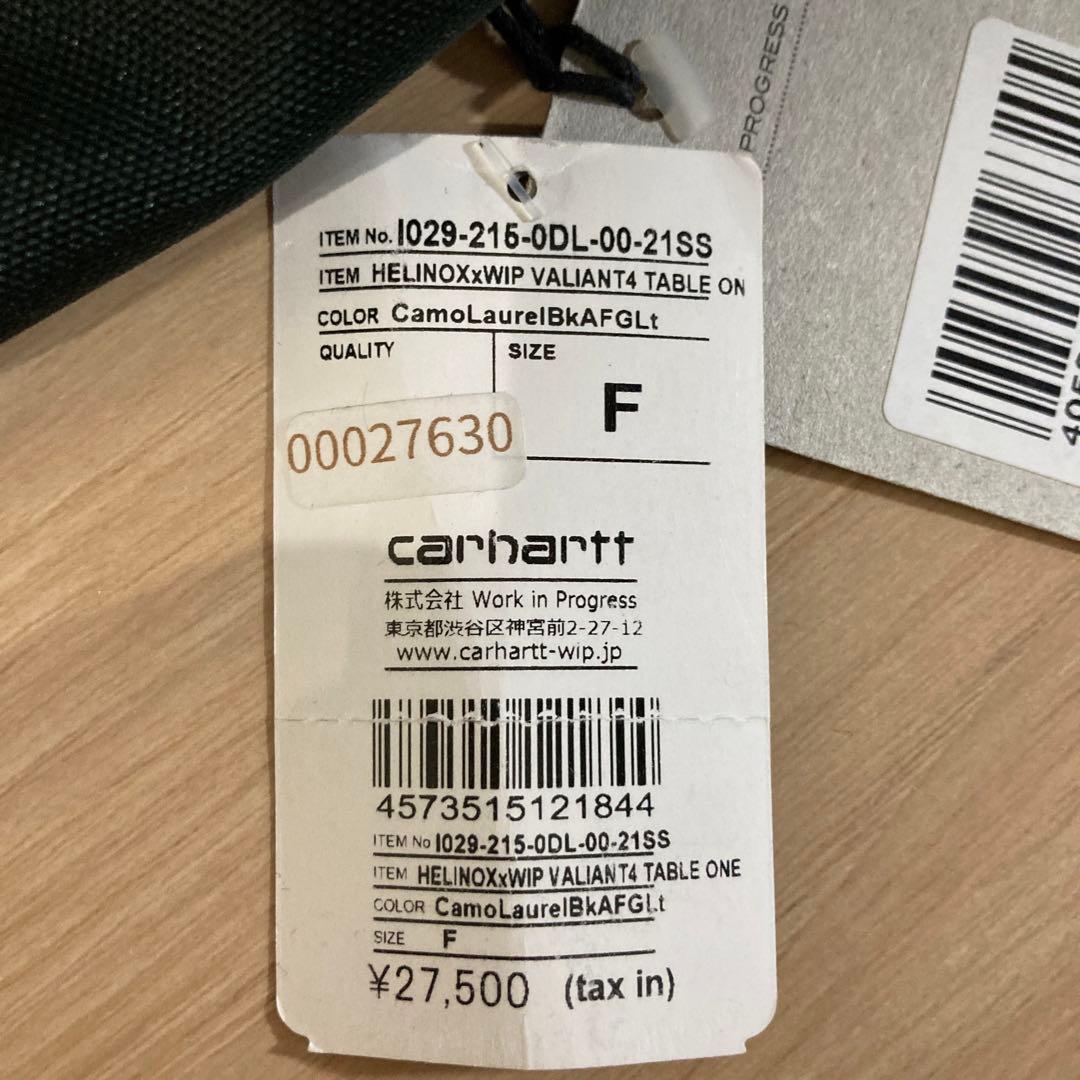 PROGRESS
ITEM No. I029-215-0DL-00-21SS
ITEM HELINOXxWIP VALIANT4 TABLE ON
COLOR CamoLaurelBkAFGLt
QUALITY SIZE
F
00027630
carhartt
株式会社 Work in Progress
東京都渋谷区神宮前2-27-12
www.carhartt-wip.jp
4573515121844
ITEM No I029-215-0DL-00-21SS
ITEM HELINOXxWIP VALIANT4 TABLE ONE
COLOR CamoLaurelBkAFGLt
SIZE F
¥27,500 (tax in)